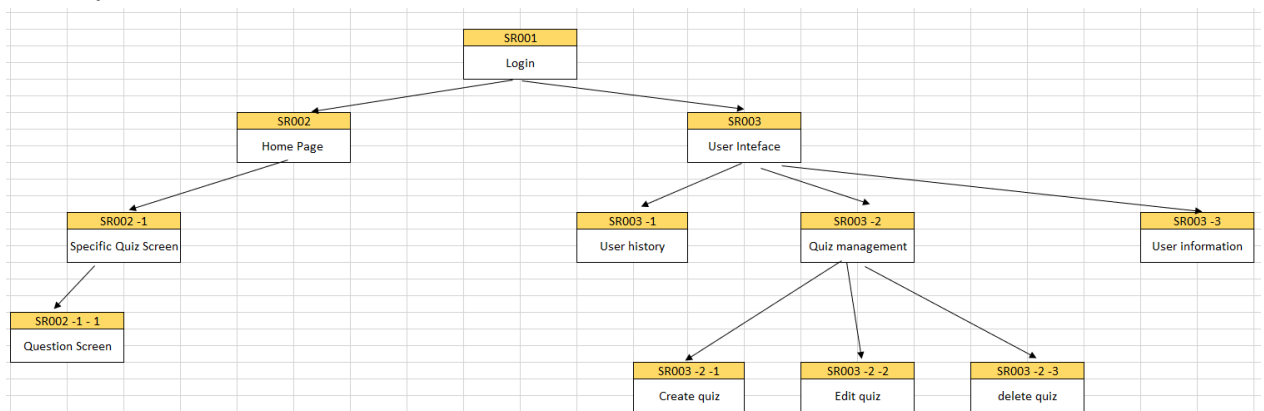 SR001
Login
SR002
Home Page
SR003
User Inteface
SR002 -1
Specific Quiz Screen
SR003 -1
User history
SR003 -2
Quiz management
SR003 -3
User information
SR002 -1 - 1
Question Screen
SR003 -2 -1
Create quiz
SR003 -2 -2
Edit quiz
SR003 -2 -3
delete quiz